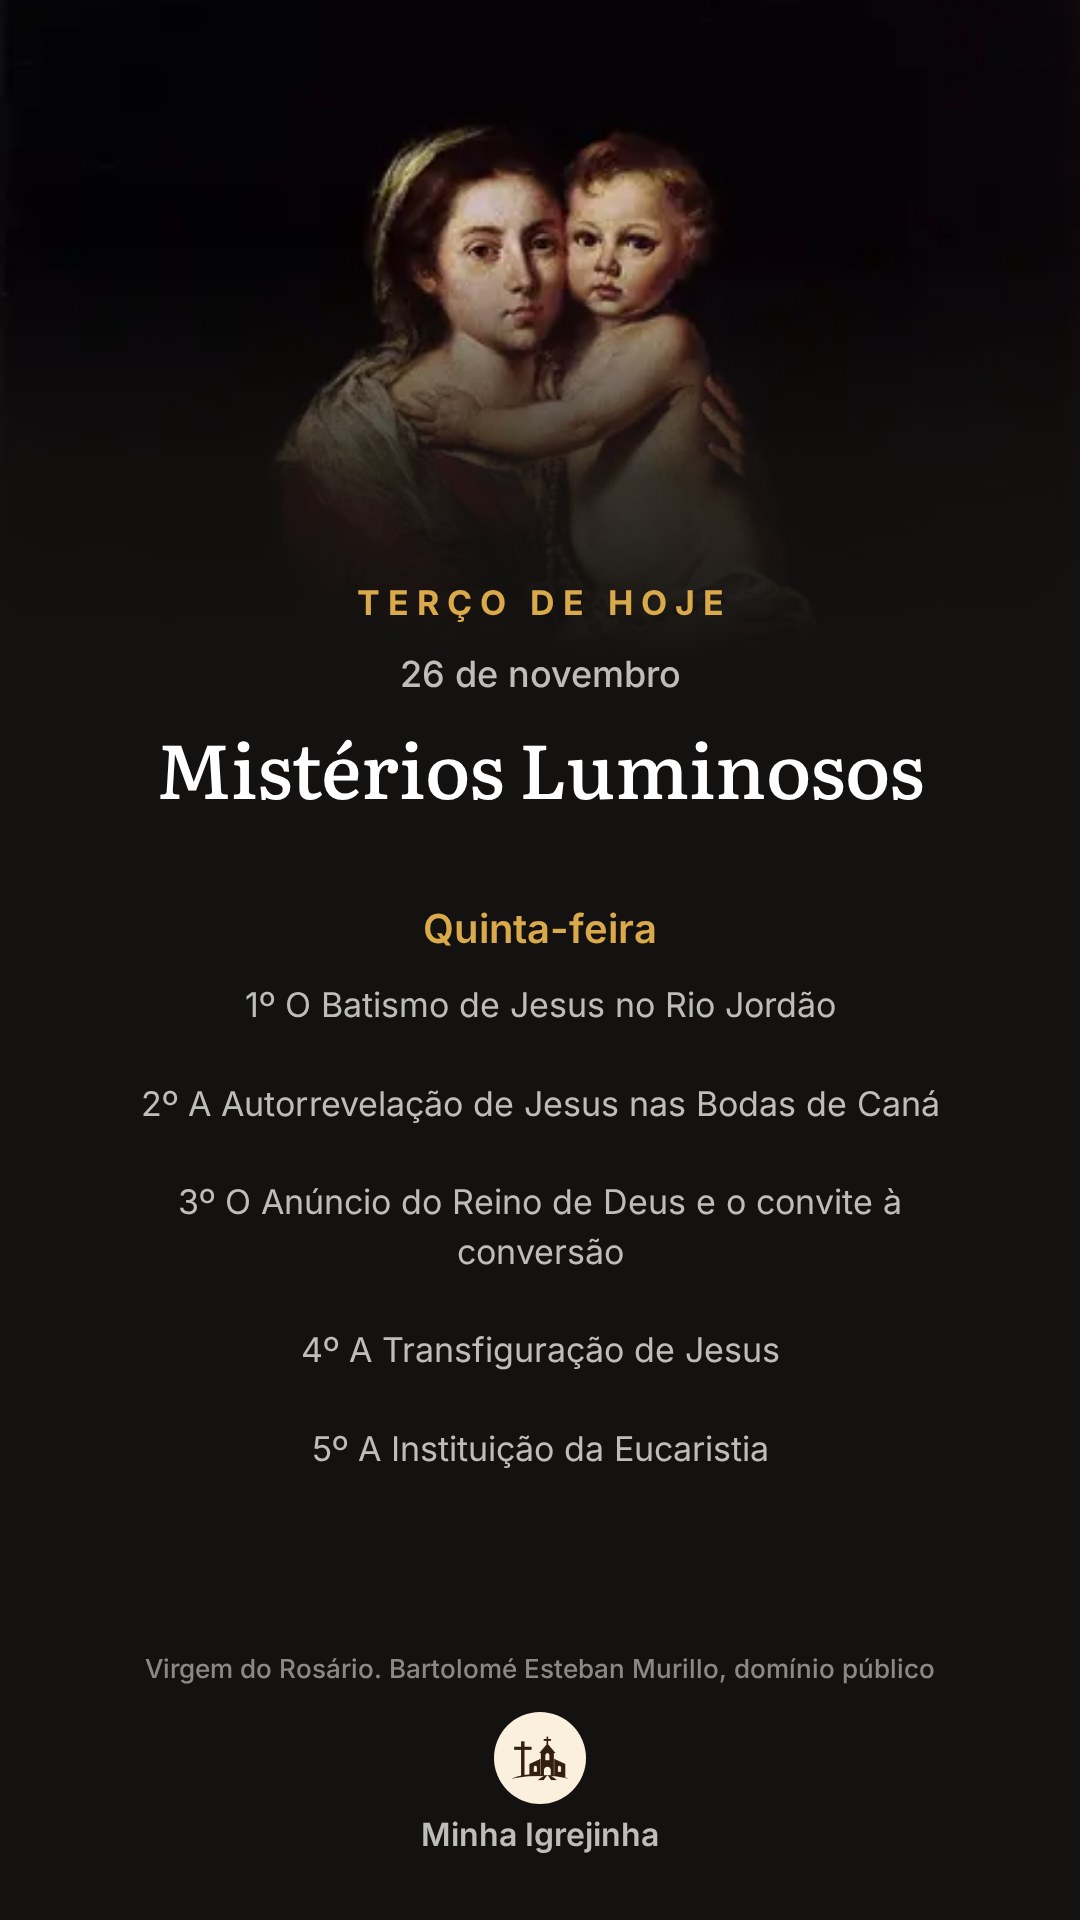 TERÇO DE HOJE
26 de novembro
Mistérios Luminosos
Quinta-feira
1º O Batismo de Jesus no Rio Jordão
2º A Autorrevelação de Jesus nas Bodas de Caná
3º O Anúncio do Reino de Deus e o convite à
conversão
4º A Transfiguração de Jesus
5º A Instituição da Eucaristia
Virgem do Rosário. Bartolomé Esteban Murillo, domínio público
Minha Igrejinha